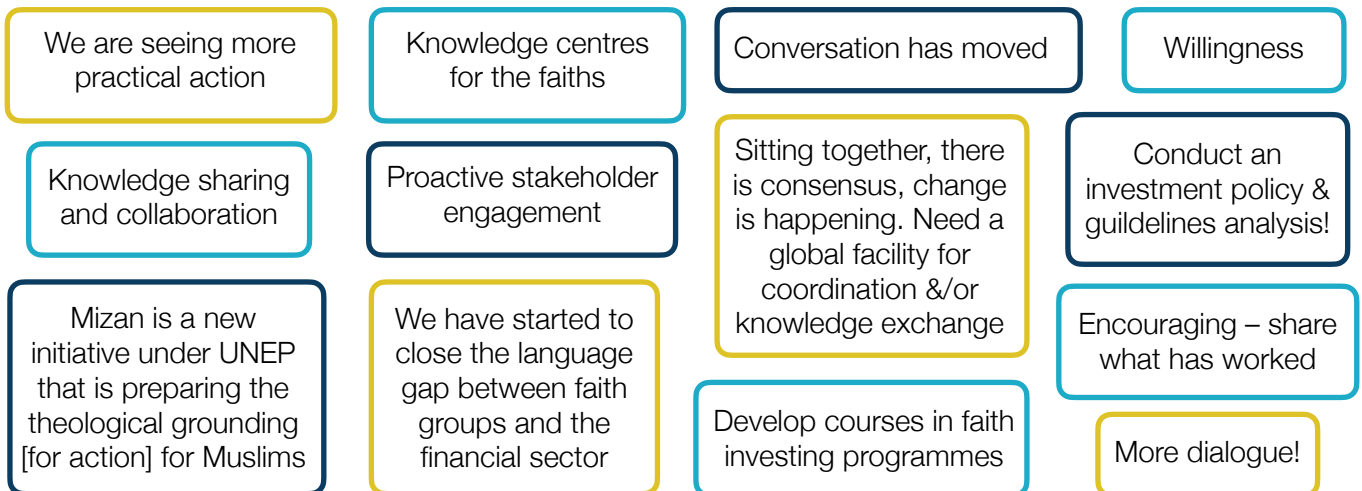 We are seeing more
practical action
Knowledge centres
for the faiths
Conversation has moved
Willingness
Knowledge sharing
and collaboration
Proactive stakeholder
engagement
Sitting together, there
is consensus, change
is happening. Need a
global facility for
coordination &/or
knowledge exchange
Conduct an
investment policy &
guildelines analysis!
Mizan is a new
initiative under UNEP
that is preparing the
theological grounding
[for action] for Muslims
We have started to
close the language
gap between faith
groups and the
financial sector
Develop courses in faith
investing programmes
Encouraging – share
what has worked
More dialogue!